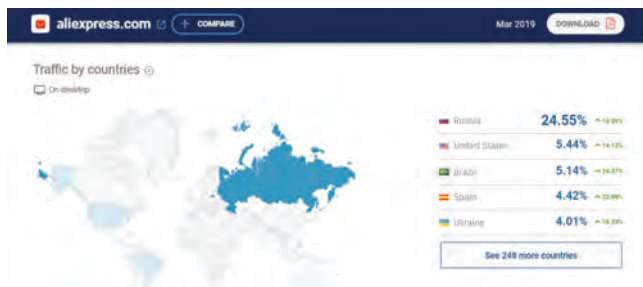 aliexpress.com + COMPARE Mar 2019 DOWNLOAD
Traffic by countries
On desktop
Russia 24.55%
United States 5.44%
Brazil 5.14%
Spain 4.42%
Ukraine 4.01%
See 248 more countries